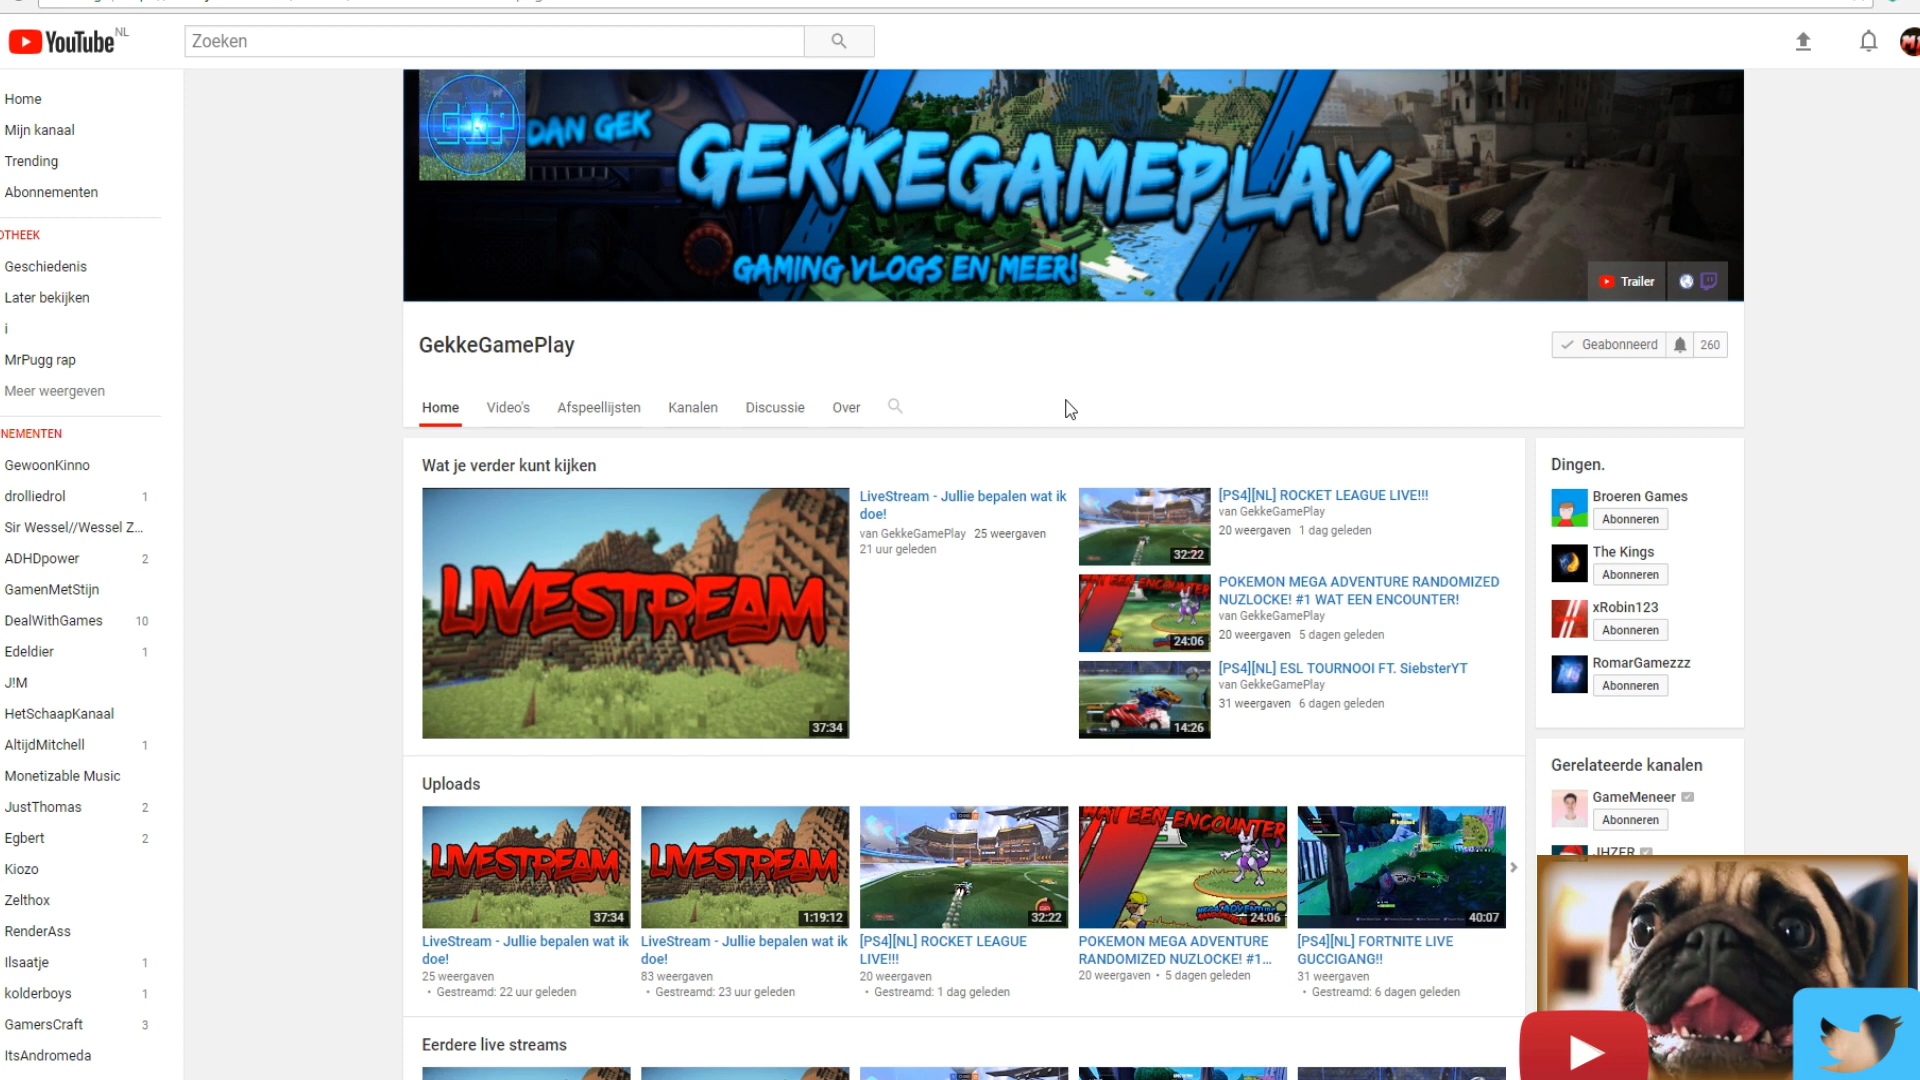 YouTube NL
Zoeken
Home
Mijn kanaal
Trending
Abonnementen
OTHEEK
Geschiedenis
Later bekijken
i
MrPugg rap
Meer weergeven
NEMENTEN
GewoonKinno
drolliedrol 1
Sir Wessel//Wessel Z...
ADHDpower 2
GamenMetStijn
DealWithGames 10
Edeldier 1
J!M
HetSchaapKanaal
AltijdMitchell 1
Monetizable Music
JustThomas 2
Egbert 2
Kiozo
Zelthox
RenderAss
Ilsaatje 1
kolderboys 1
GamersCraft 3
ItsAndromeda
GGP
DAN GEK
GEKKEGAMEPLAY
GAMING VLOGS EN MEER!
Trailer
GekkeGamePlay
Geabonneerd 260
Home Video's Afspeellijsten Kanalen Discussie Over
Wat je verder kunt kijken
LIVESTREAM
37:34
LiveStream - Jullie bepalen wat ik
doe!
van GekkeGamePlay 25 weergaven
21 uur geleden
32:22
[PS4][NL] ROCKET LEAGUE LIVE!!!
van GekkeGamePlay
20 weergaven 1 dag geleden
WAT EEN ENCOUNTER
24:06
POKEMON MEGA ADVENTURE RANDOMIZED
NUZLOCKE! #1 WAT EEN ENCOUNTER!
van GekkeGamePlay
20 weergaven 5 dagen geleden
14:26
[PS4][NL] ESL TOURNOOI FT. SiebsterYT
van GekkeGamePlay
31 weergaven 6 dagen geleden
Uploads
LIVESTREAM
37:34
LiveStream - Jullie bepalen wat ik
doe!
25 weergaven
• Gestreamd: 22 uur geleden
LIVESTREAM
1:19:12
LiveStream - Jullie bepalen wat ik
doe!
83 weergaven
• Gestreamd: 23 uur geleden
32:22
[PS4][NL] ROCKET LEAGUE
LIVE!!!
20 weergaven
• Gestreamd: 1 dag geleden
WAT EEN ENCOUNTER
MEGA ADVENTURE
24:06
POKEMON MEGA ADVENTURE
RANDOMIZED NUZLOCKE! #1...
20 weergaven • 5 dagen geleden
40:07
[PS4][NL] FORTNITE LIVE
GUCCIGANG!!
31 weergaven
• Gestreamd: 6 dagen geleden
Eerdere live streams
Dingen.
Broeren Games
Abonneren
The Kings
Abonneren
xRobin123
Abonneren
RomarGamezzz
Abonneren
Gerelateerde kanalen
GameMeneer
Abonneren
JHZER